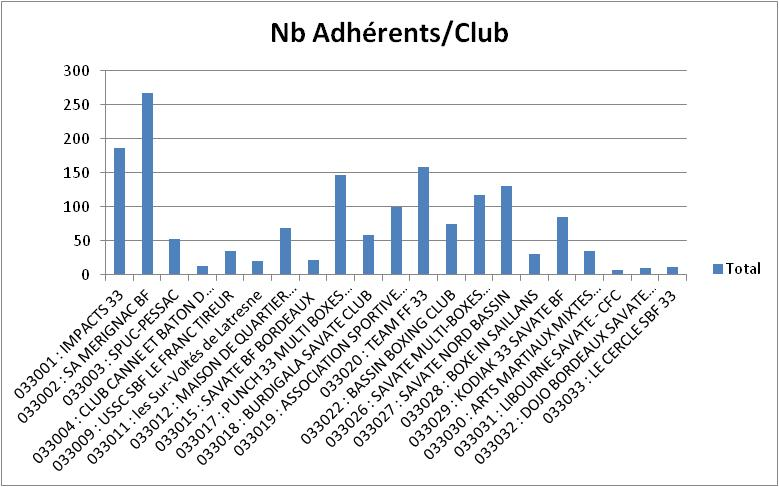 Nb Adhérents/Club
300
250
200
150
100
50
0
033001 : IMPACTS 33
033002 : SA MERIGNAC BF
033003 : SPUC-PESSAC
033004 : CLUB CANNE ET BATON D...
033009 : USSC SBF LE FRANC TIREUR
033011 : les Sur-Voltés de Latresne
033012 : MAISON DE QUARTIER...
033015 : SAVATE BF BORDEAUX
033017 : PUNCH 33 MULTI BOXES...
033018 : BURDIGALA SAVATE CLUB
033019 : ASSOCIATION SPORTIVE...
033020 : TEAM FF 33
033022 : BASSIN BOXING CLUB
033026 : SAVATE MULTI-BOXES...
033027 : SAVATE NORD BASSIN
033028 : BOXE IN SAILLANS
033029 : KODIAK 33 SAVATE BF
033030 : ARTS MARTIAUX MIXTES...
033031 : LIBOURNE SAVATE - CFC
033032 : DOJO BORDEAUX SAVATE...
033033 : LE CERCLE SBF 33
Total